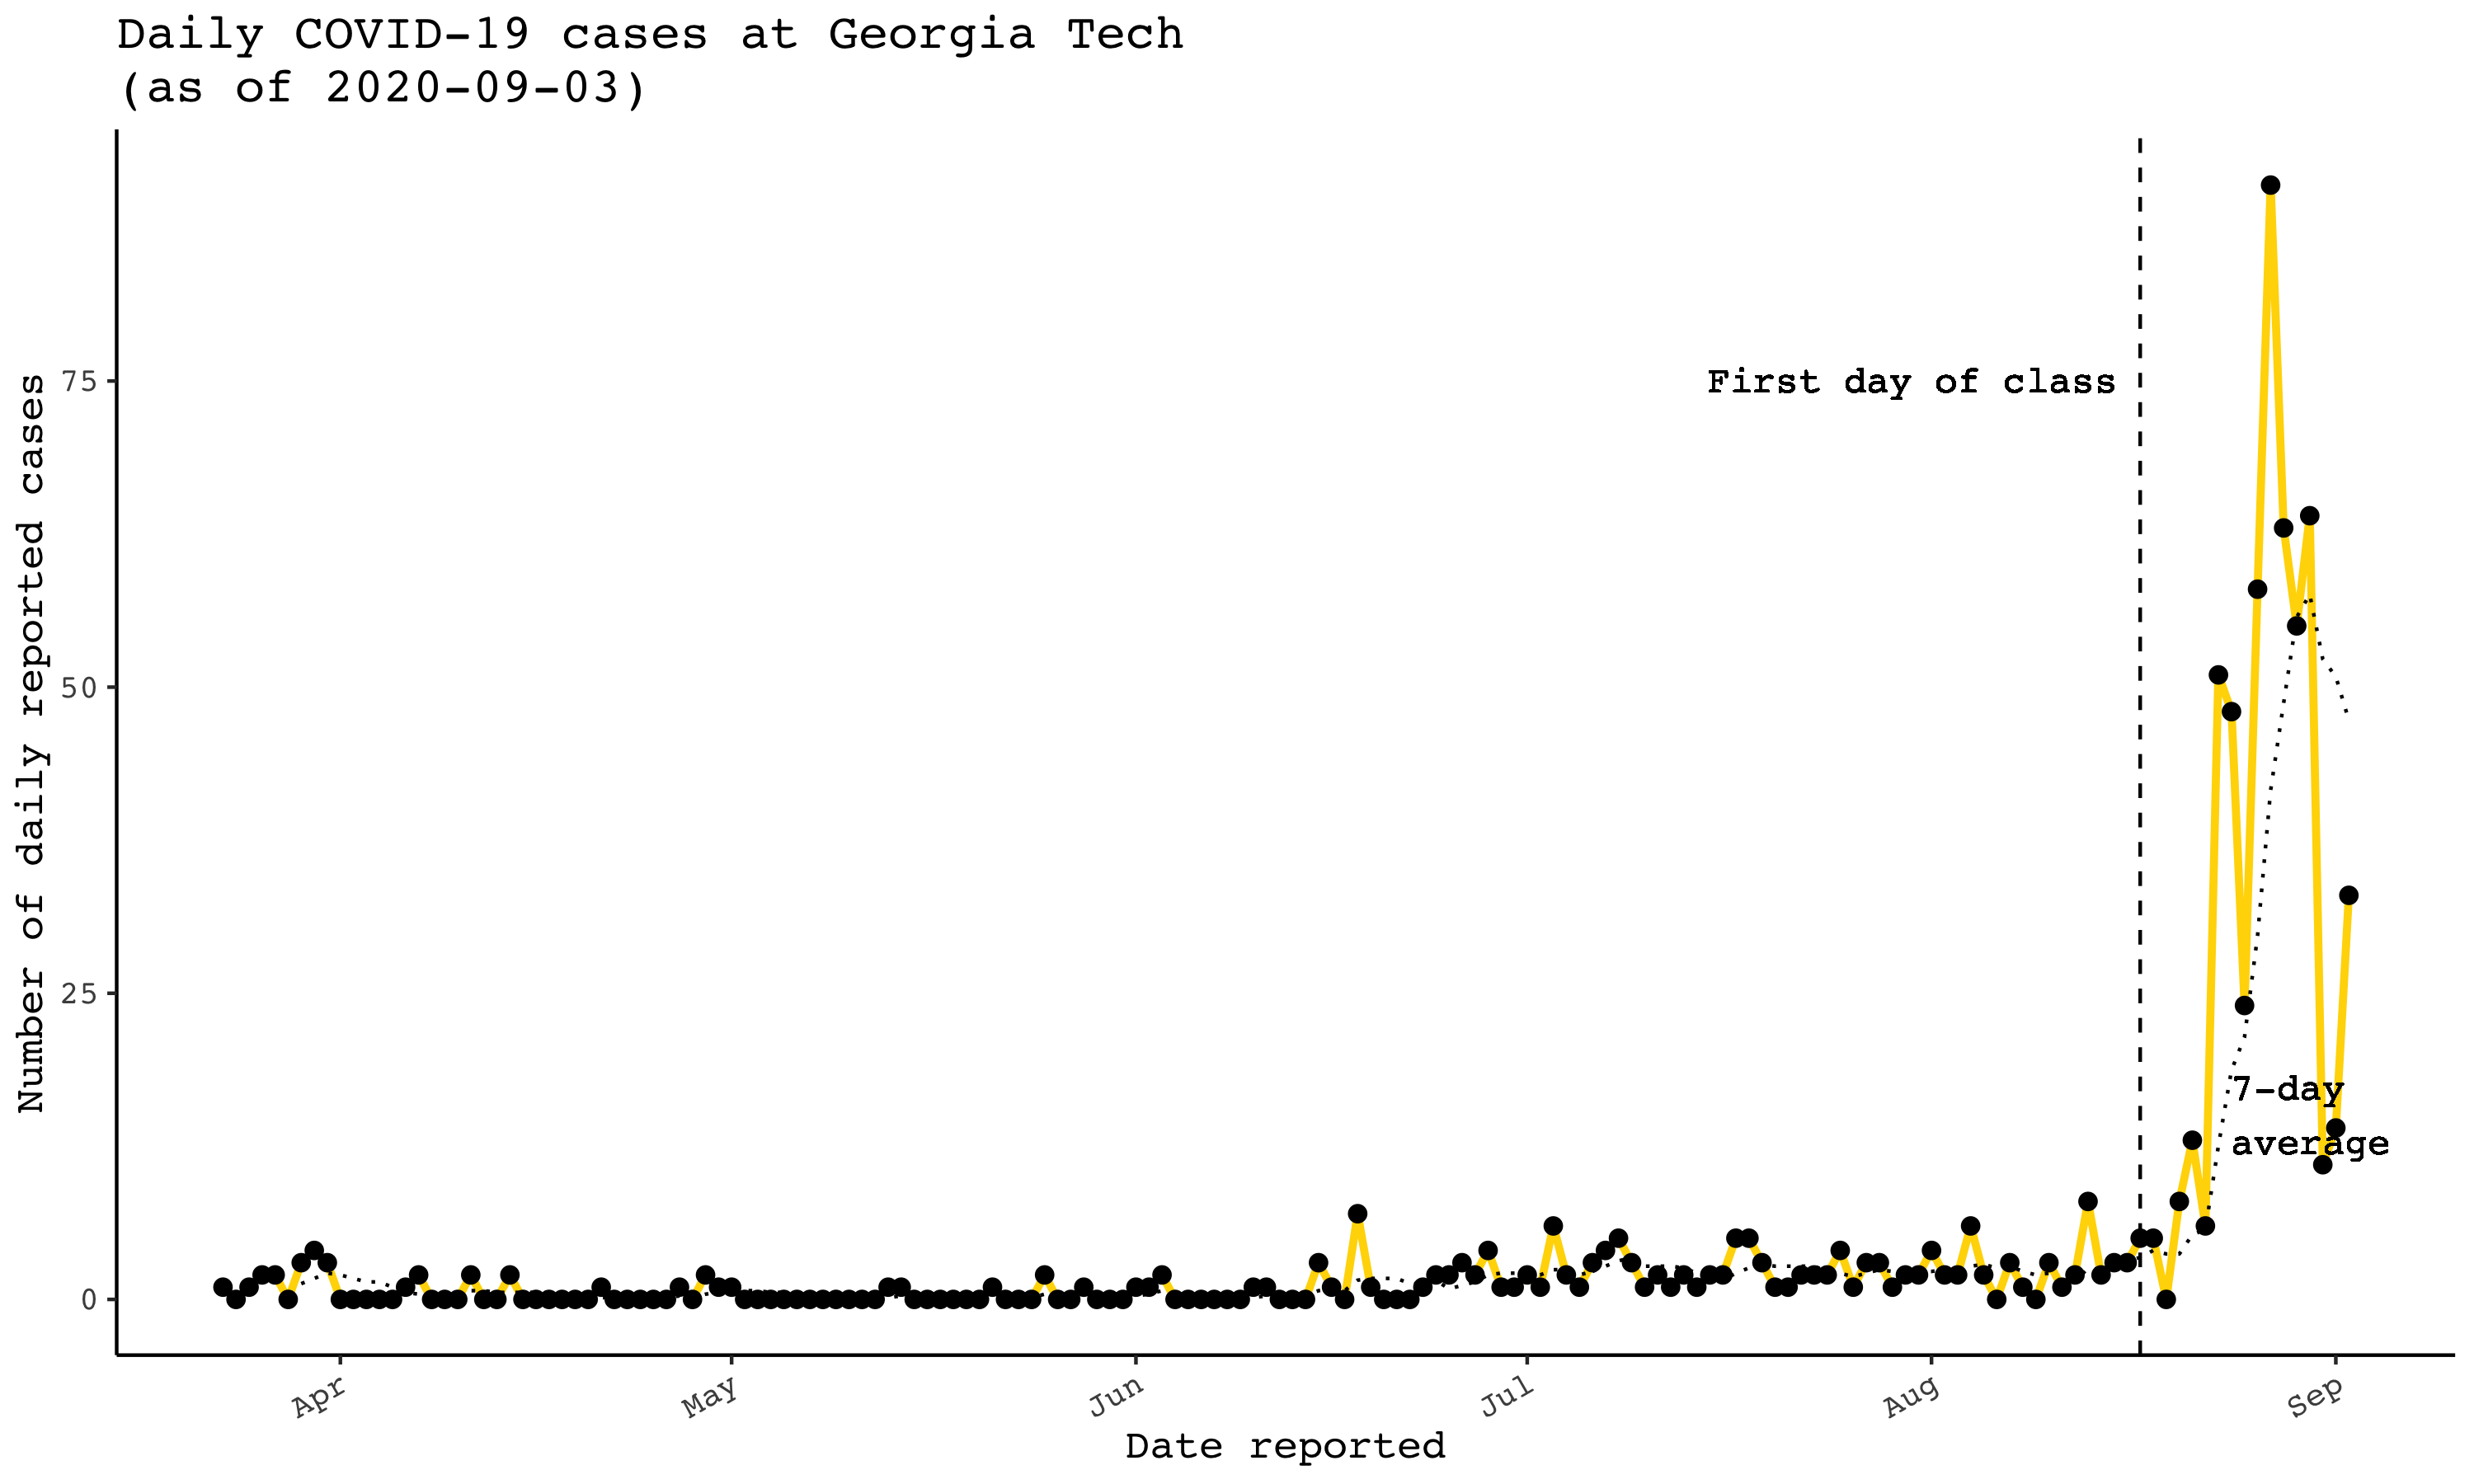 Daily COVID-19 cases at Georgia Tech
(as of 2020-09-03)
Number of daily reported cases
75
50
25
0
First day of class
7-day
average
Apr
May
Jun
Jul
Aug
Sep
Date reported